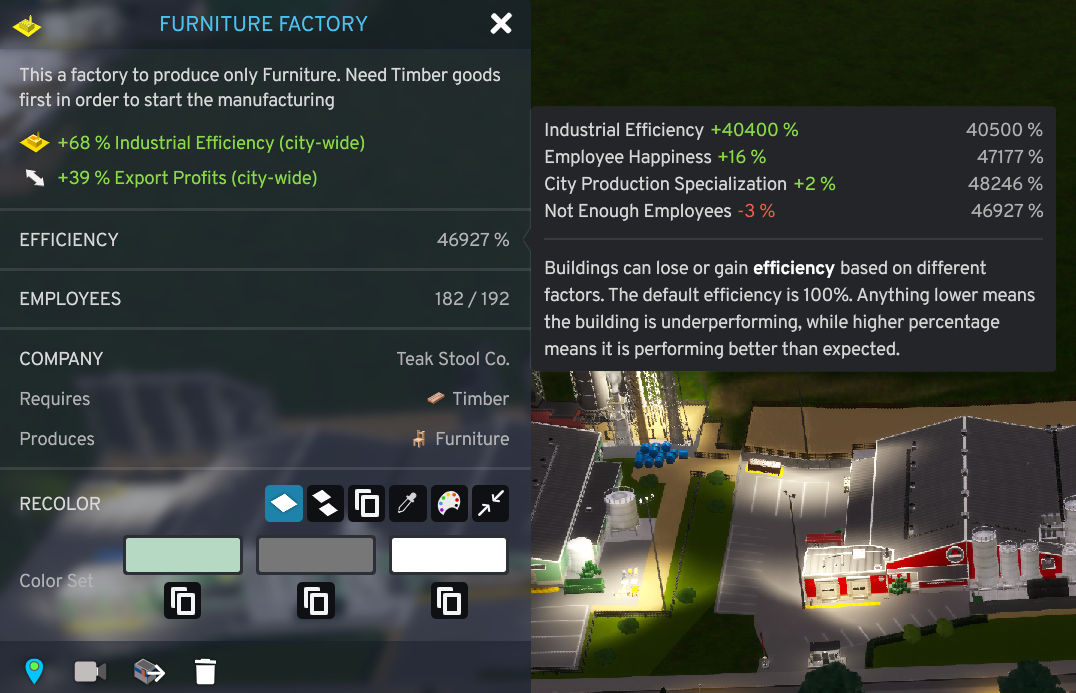 FURNITURE FACTORY
This a factory to produce only Furniture. Need Timber goods
first in order to start the manufacturing
+68 % Industrial Efficiency (city-wide)
+39 % Export Profits (city-wide)
EFFICIENCY 46927 %
EMPLOYEES 182 / 192
COMPANY Teak Stool Co.
Requires Timber
Produces Furniture
RECOLOR
Color Set
Industrial Efficiency +40400 % 40500 %
Employee Happiness +16 % 47177 %
City Production Specialization +2 % 48246 %
Not Enough Employees -3 % 46927 %
Buildings can lose or gain efficiency based on different
factors. The default efficiency is 100%. Anything lower means
the building is underperforming, while higher percentage
means it is performing better than expected.